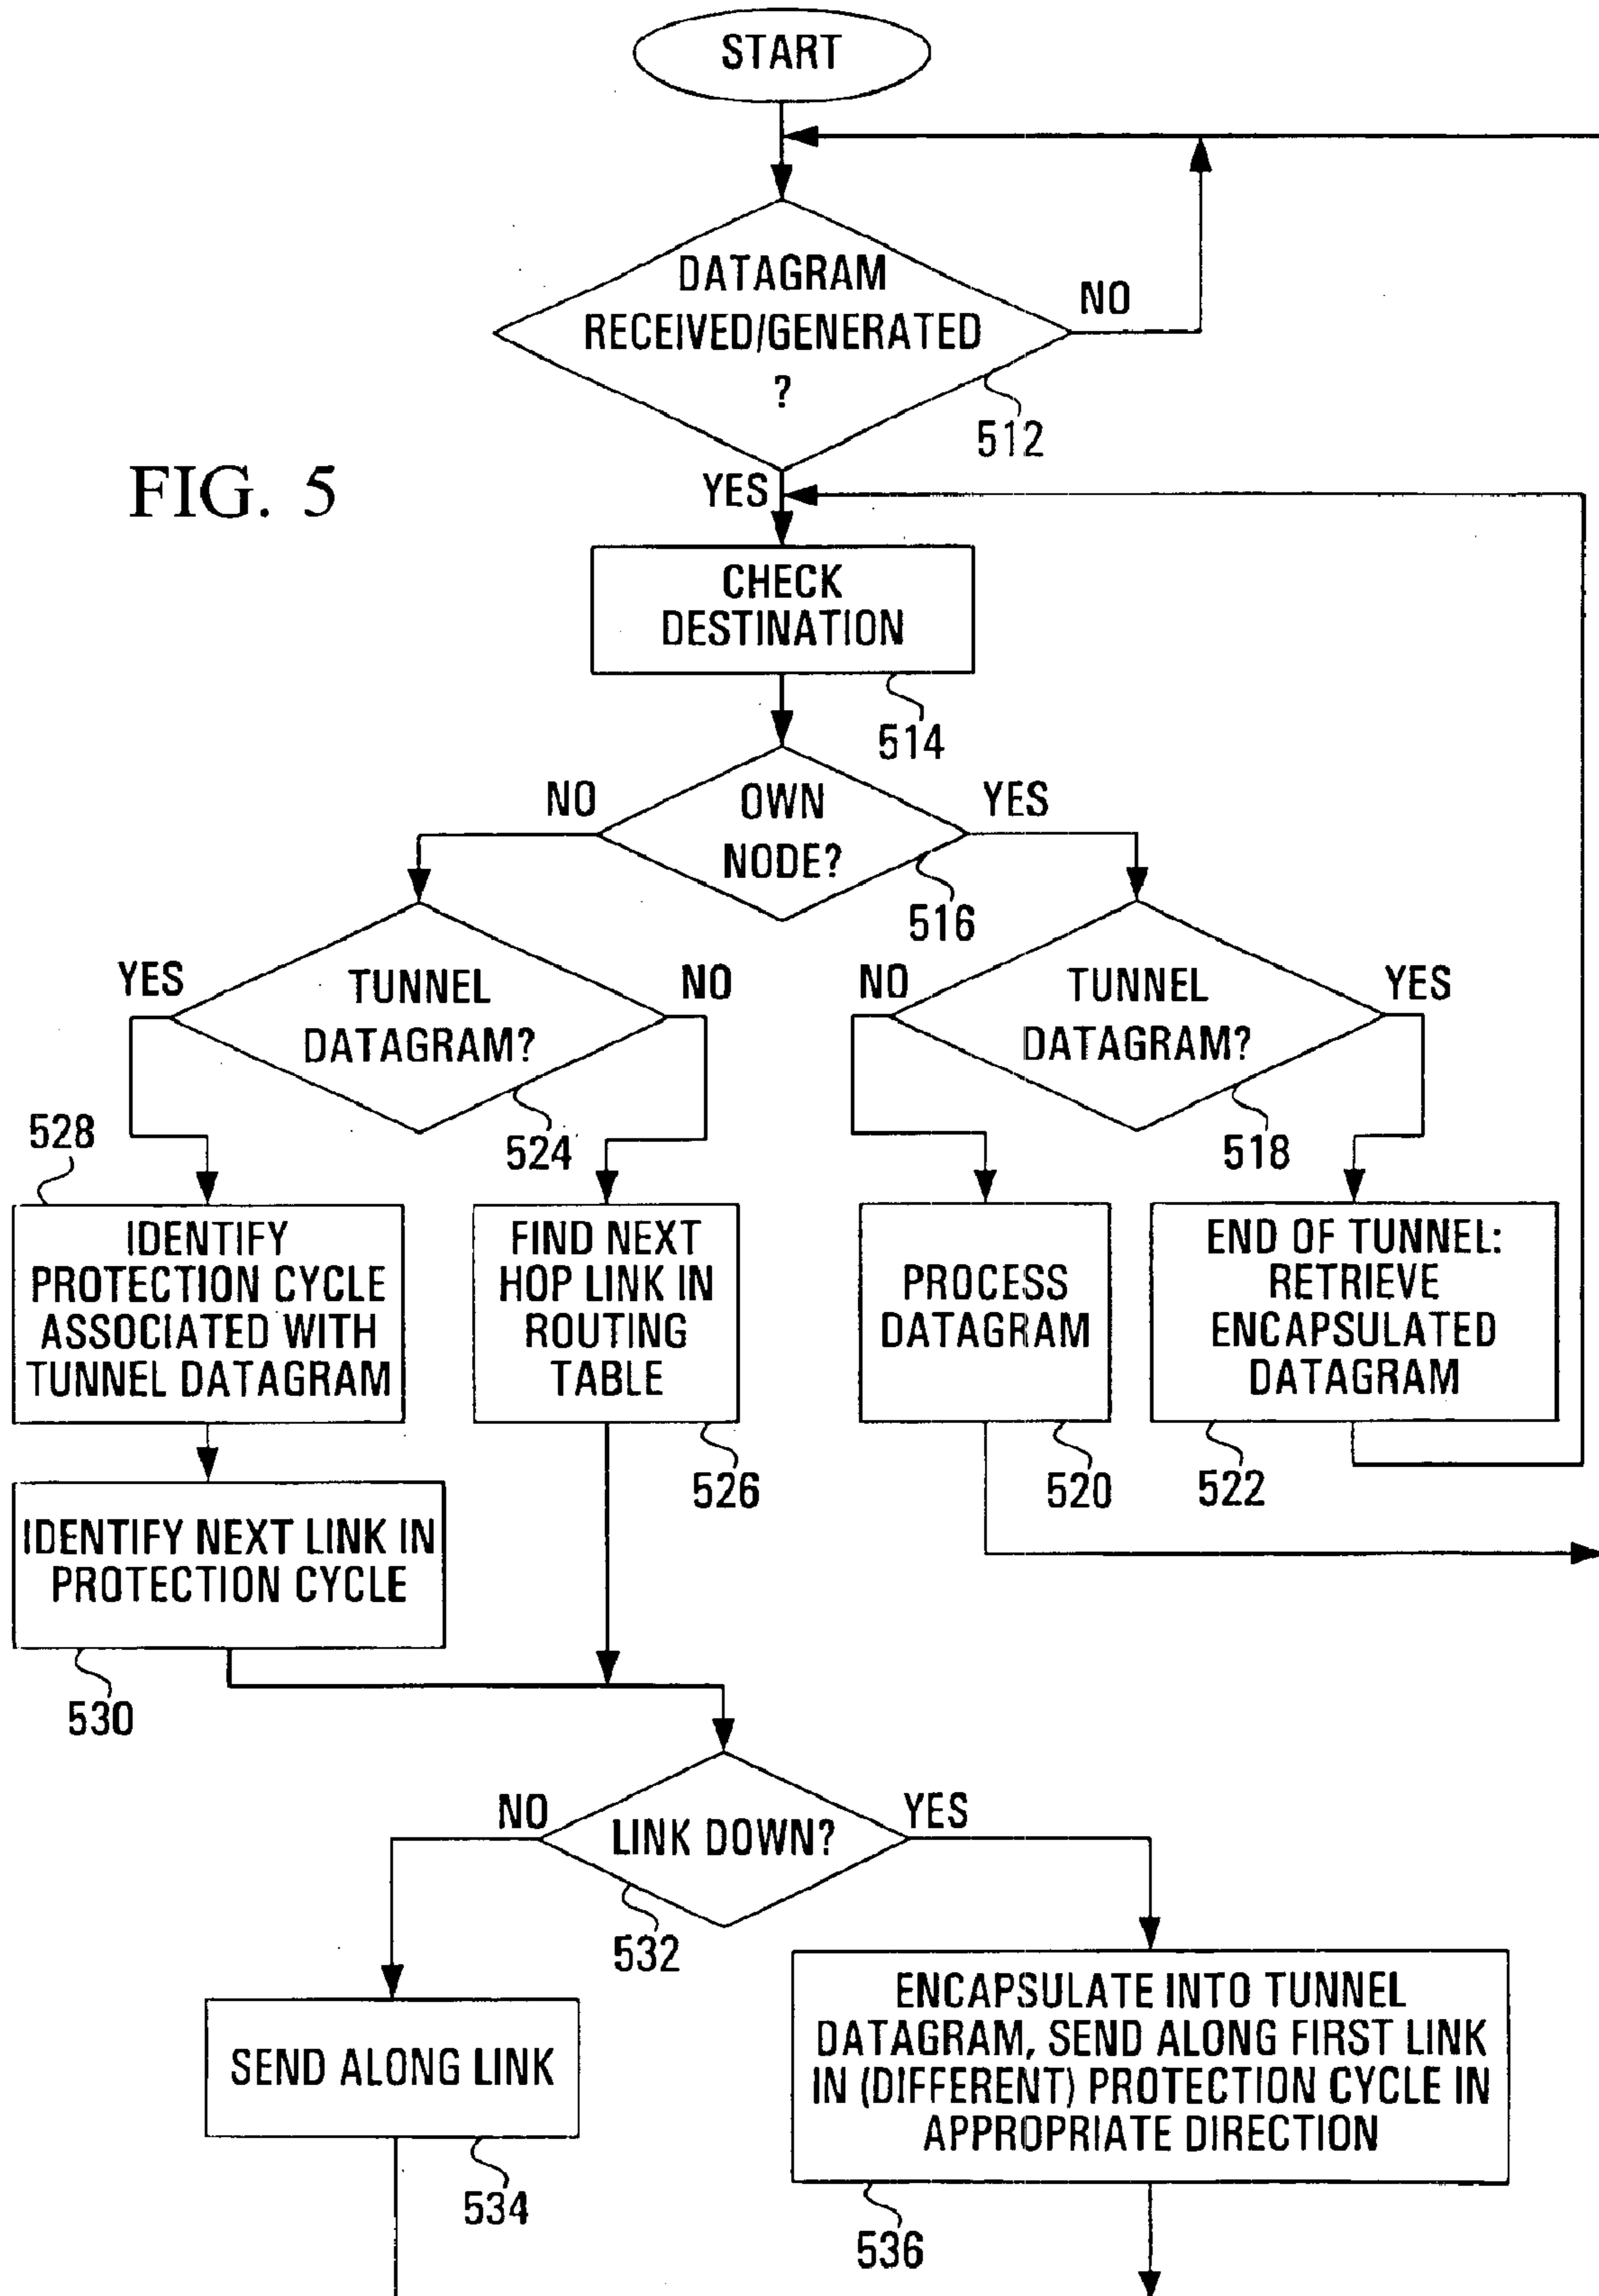 START
DATAGRAM
RECEIVED/GENERATED
?
NO
512
FIG. 5
YES
CHECK
DESTINATION
514
NO
OWN
NODE?
YES
516
YES
TUNNEL
DATAGRAM?
NO
524
NO
TUNNEL
DATAGRAM?
YES
518
528
IDENTIFY
PROTECTION CYCLE
ASSOCIATED WITH
TUNNEL DATAGRAM
FIND NEXT
HOP LINK IN
ROUTING
TABLE
526
PROCESS
DATAGRAM
520
END OF TUNNEL:
RETRIEVE
ENCAPSULATED
DATAGRAM
522
IDENTIFY NEXT LINK IN
PROTECTION CYCLE
530
NO
LINK DOWN?
YES
532
SEND ALONG LINK
534
ENCAPSULATE INTO TUNNEL
DATAGRAM, SEND ALONG FIRST LINK
IN (DIFFERENT) PROTECTION CYCLE IN
APPROPRIATE DIRECTION
536